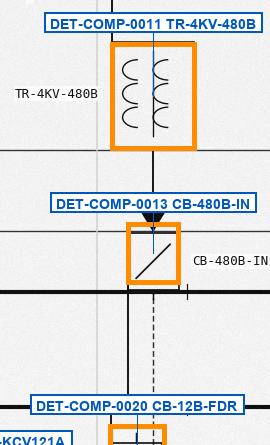 DET-COMP-0011 TR-4KV-480B
TR-4KV-480B
DET-COMP-0013 CB-480B-IN
CB-480B-IN
DET-COMP-0020 CB-12B-FDR
-KCV121A